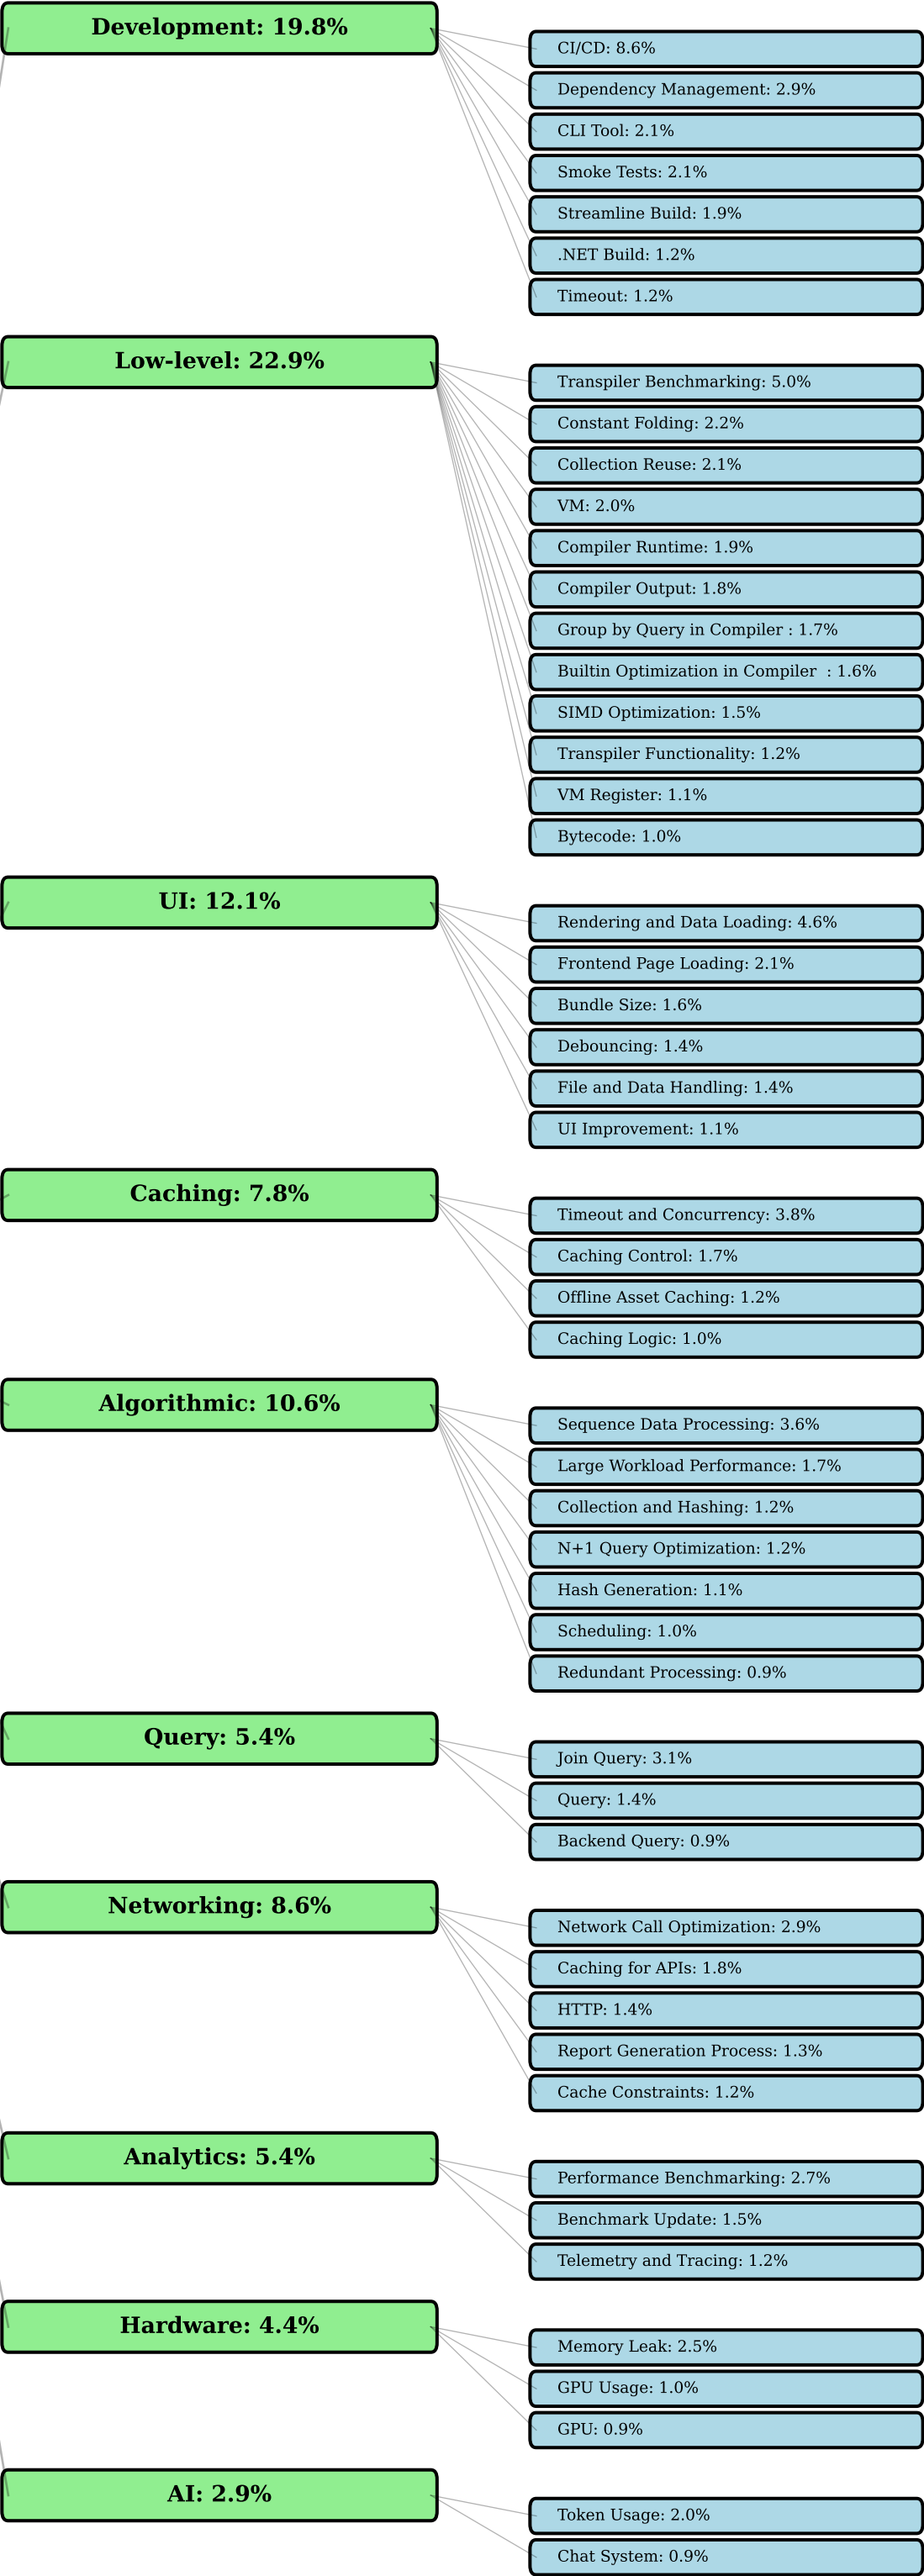 Development: 19.8%
CI/CD: 8.6%
Dependency Management: 2.9%
CLI Tool: 2.1%
Smoke Tests: 2.1%
Streamline Build: 1.9%
.NET Build: 1.2%
Timeout: 1.2%
Low-level: 22.9%
Transpiler Benchmarking: 5.0%
Constant Folding: 2.2%
Collection Reuse: 2.1%
VM: 2.0%
Compiler Runtime: 1.9%
Compiler Output: 1.8%
Group by Query in Compiler : 1.7%
Builtin Optimization in Compiler  : 1.6%
SIMD Optimization: 1.5%
Transpiler Functionality: 1.2%
VM Register: 1.1%
Bytecode: 1.0%
UI: 12.1%
Rendering and Data Loading: 4.6%
Frontend Page Loading: 2.1%
Bundle Size: 1.6%
Debouncing: 1.4%
File and Data Handling: 1.4%
UI Improvement: 1.1%
Caching: 7.8%
Timeout and Concurrency: 3.8%
Caching Control: 1.7%
Offline Asset Caching: 1.2%
Caching Logic: 1.0%
Algorithmic: 10.6%
Sequence Data Processing: 3.6%
Large Workload Performance: 1.7%
Collection and Hashing: 1.2%
N+1 Query Optimization: 1.2%
Hash Generation: 1.1%
Scheduling: 1.0%
Redundant Processing: 0.9%
Query: 5.4%
Join Query: 3.1%
Query: 1.4%
Backend Query: 0.9%
Networking: 8.6%
Network Call Optimization: 2.9%
Caching for APIs: 1.8%
HTTP: 1.4%
Report Generation Process: 1.3%
Cache Constraints: 1.2%
Analytics: 5.4%
Performance Benchmarking: 2.7%
Benchmark Update: 1.5%
Telemetry and Tracing: 1.2%
Hardware: 4.4%
Memory Leak: 2.5%
GPU Usage: 1.0%
GPU: 0.9%
AI: 2.9%
Token Usage: 2.0%
Chat System: 0.9%